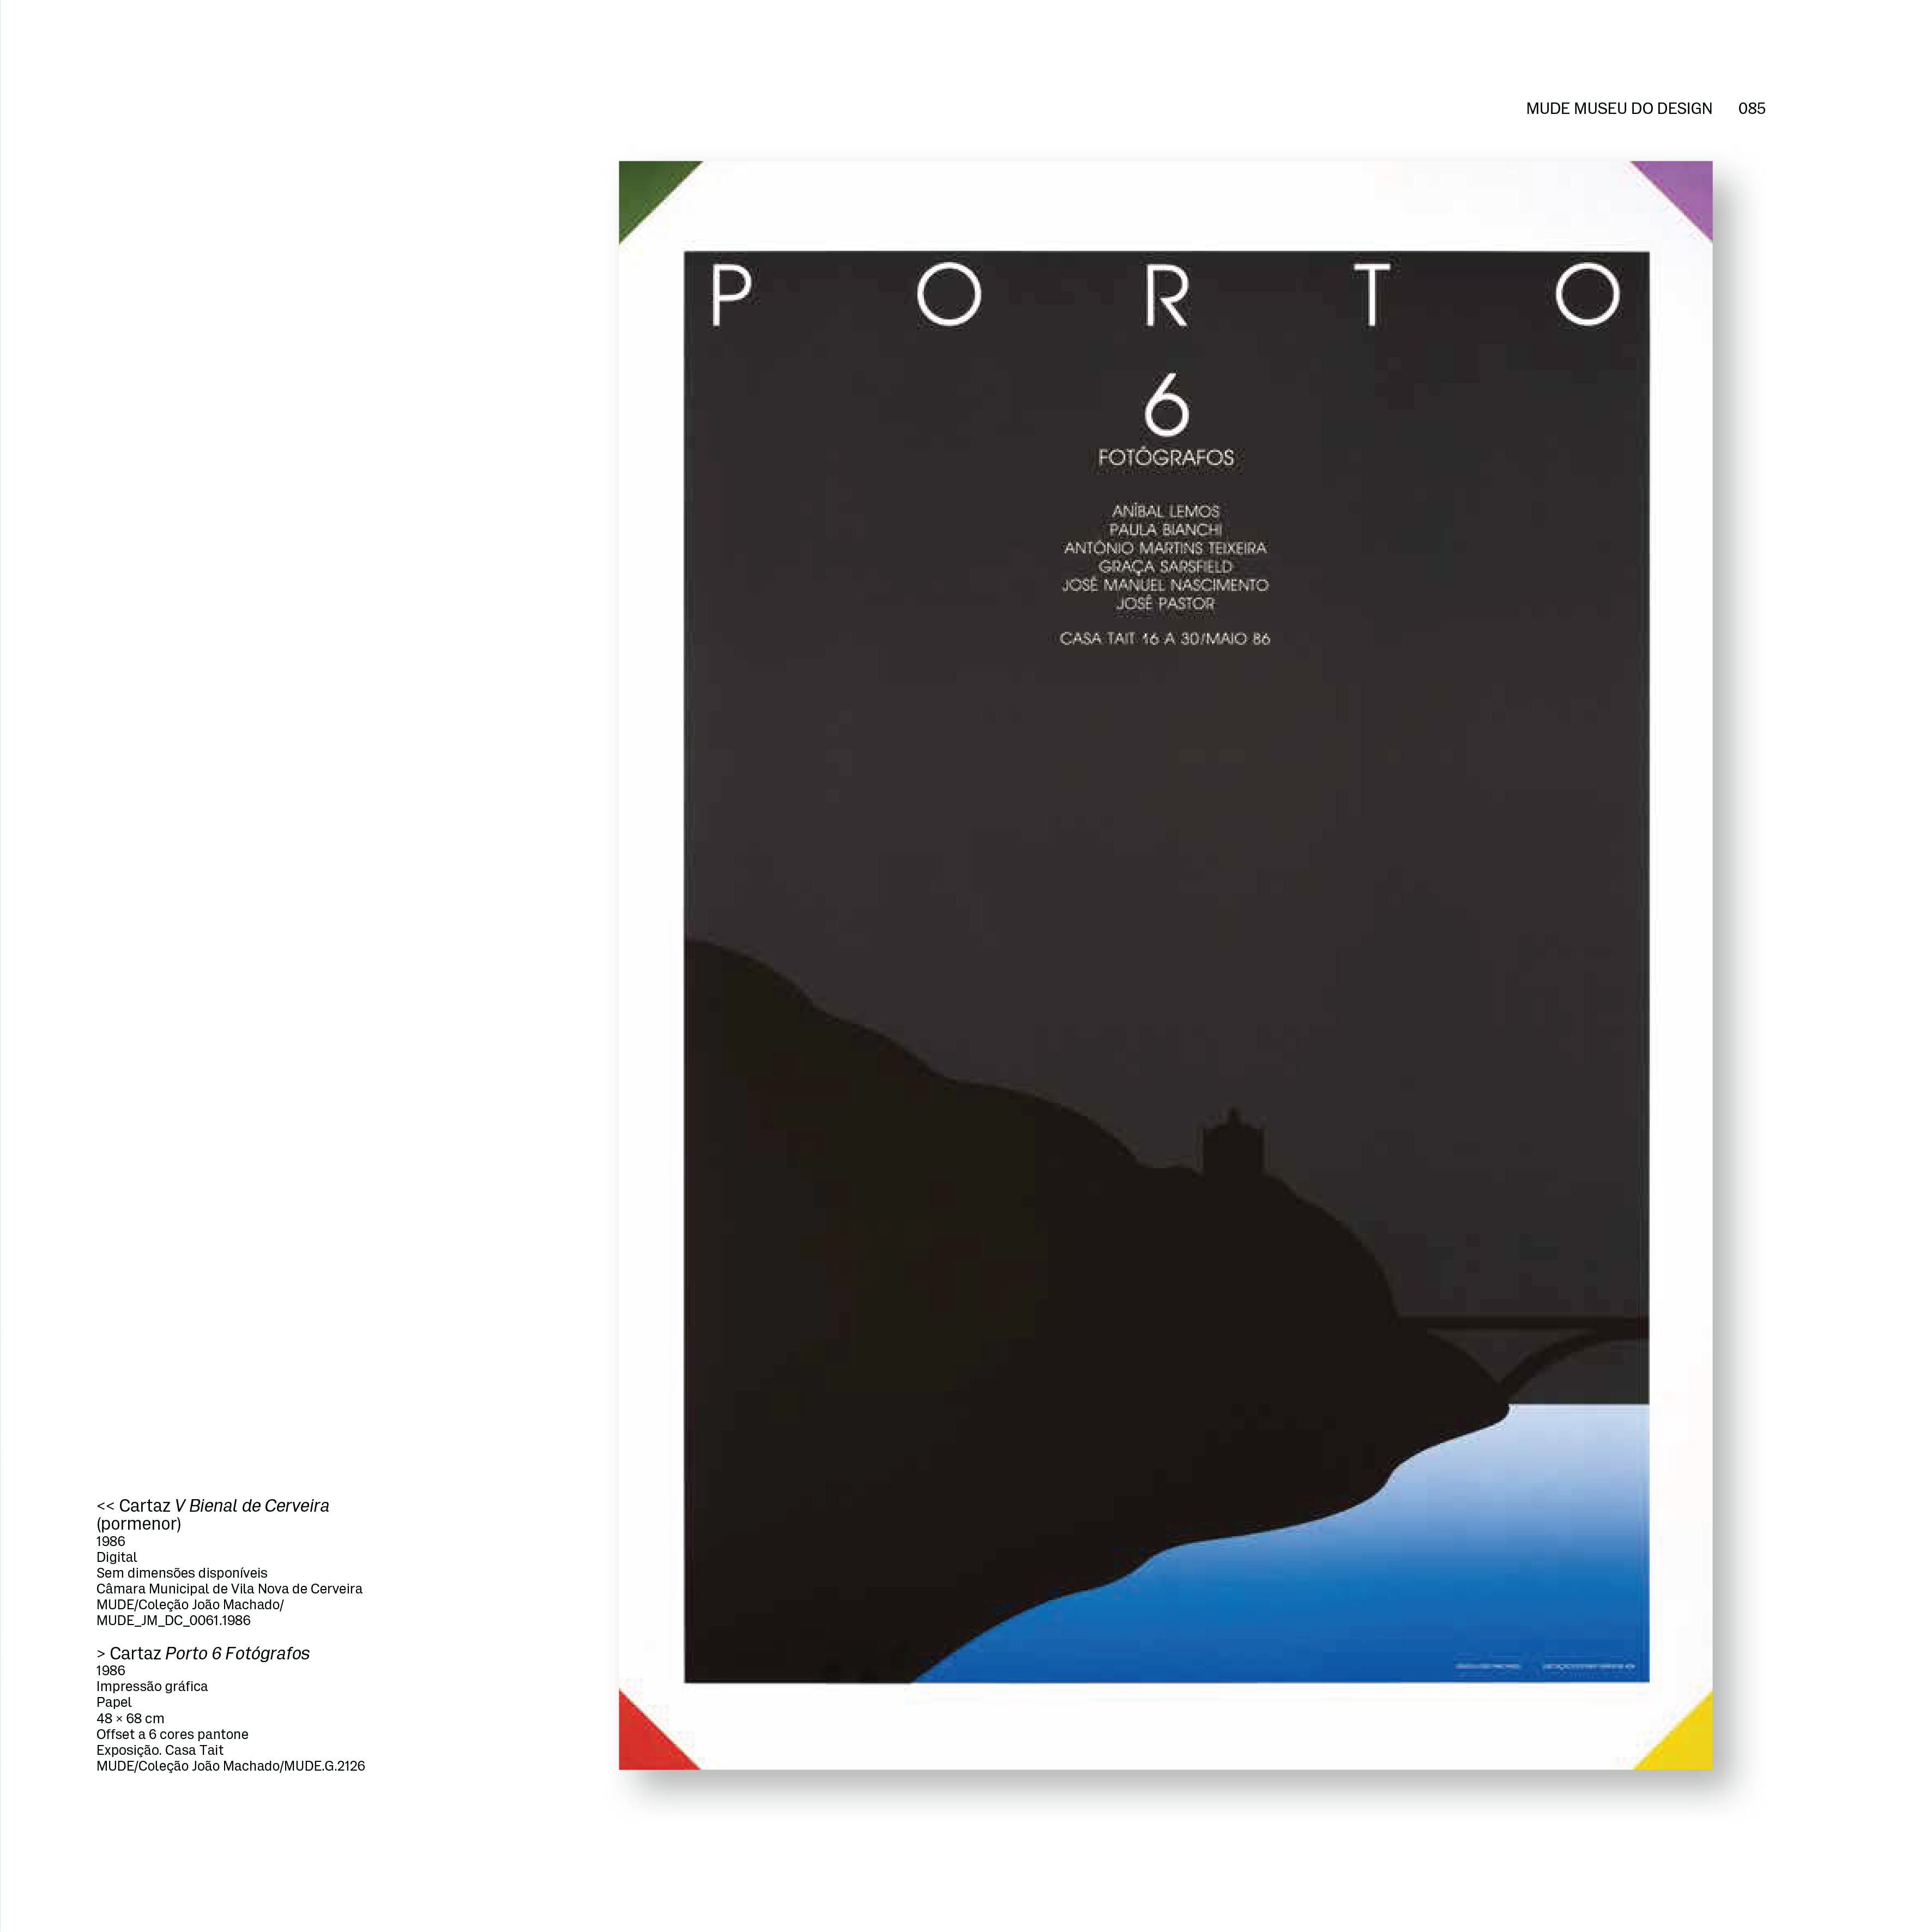 MUDE MUSEU DO DESIGN 085
P O R T O
6
FOTÓGRAFOS
ANÍBAL LEMOS
PAULA BIANCHI
ANTÓNIO MARTINS TEIXEIRA
GRAÇA SARSFIELD
JOSÉ MANUEL NASCIMENTO
JOSÉ PASTOR
CASA TAIT 16 A 30/MAIO 86
<< Cartaz V Bienal de Cerveira
(pormenor)
1986
Digital
Sem dimensões disponíveis
Câmara Municipal de Vila Nova de Cerveira
MUDE/Coleção João Machado/
MUDE_JM_DC_0061.1986
> Cartaz Porto 6 Fotógrafos
1986
Impressão gráfica
Papel
48 × 68 cm
Offset a 6 cores pantone
Exposição. Casa Tait
MUDE/Coleção João Machado/MUDE.G.2126